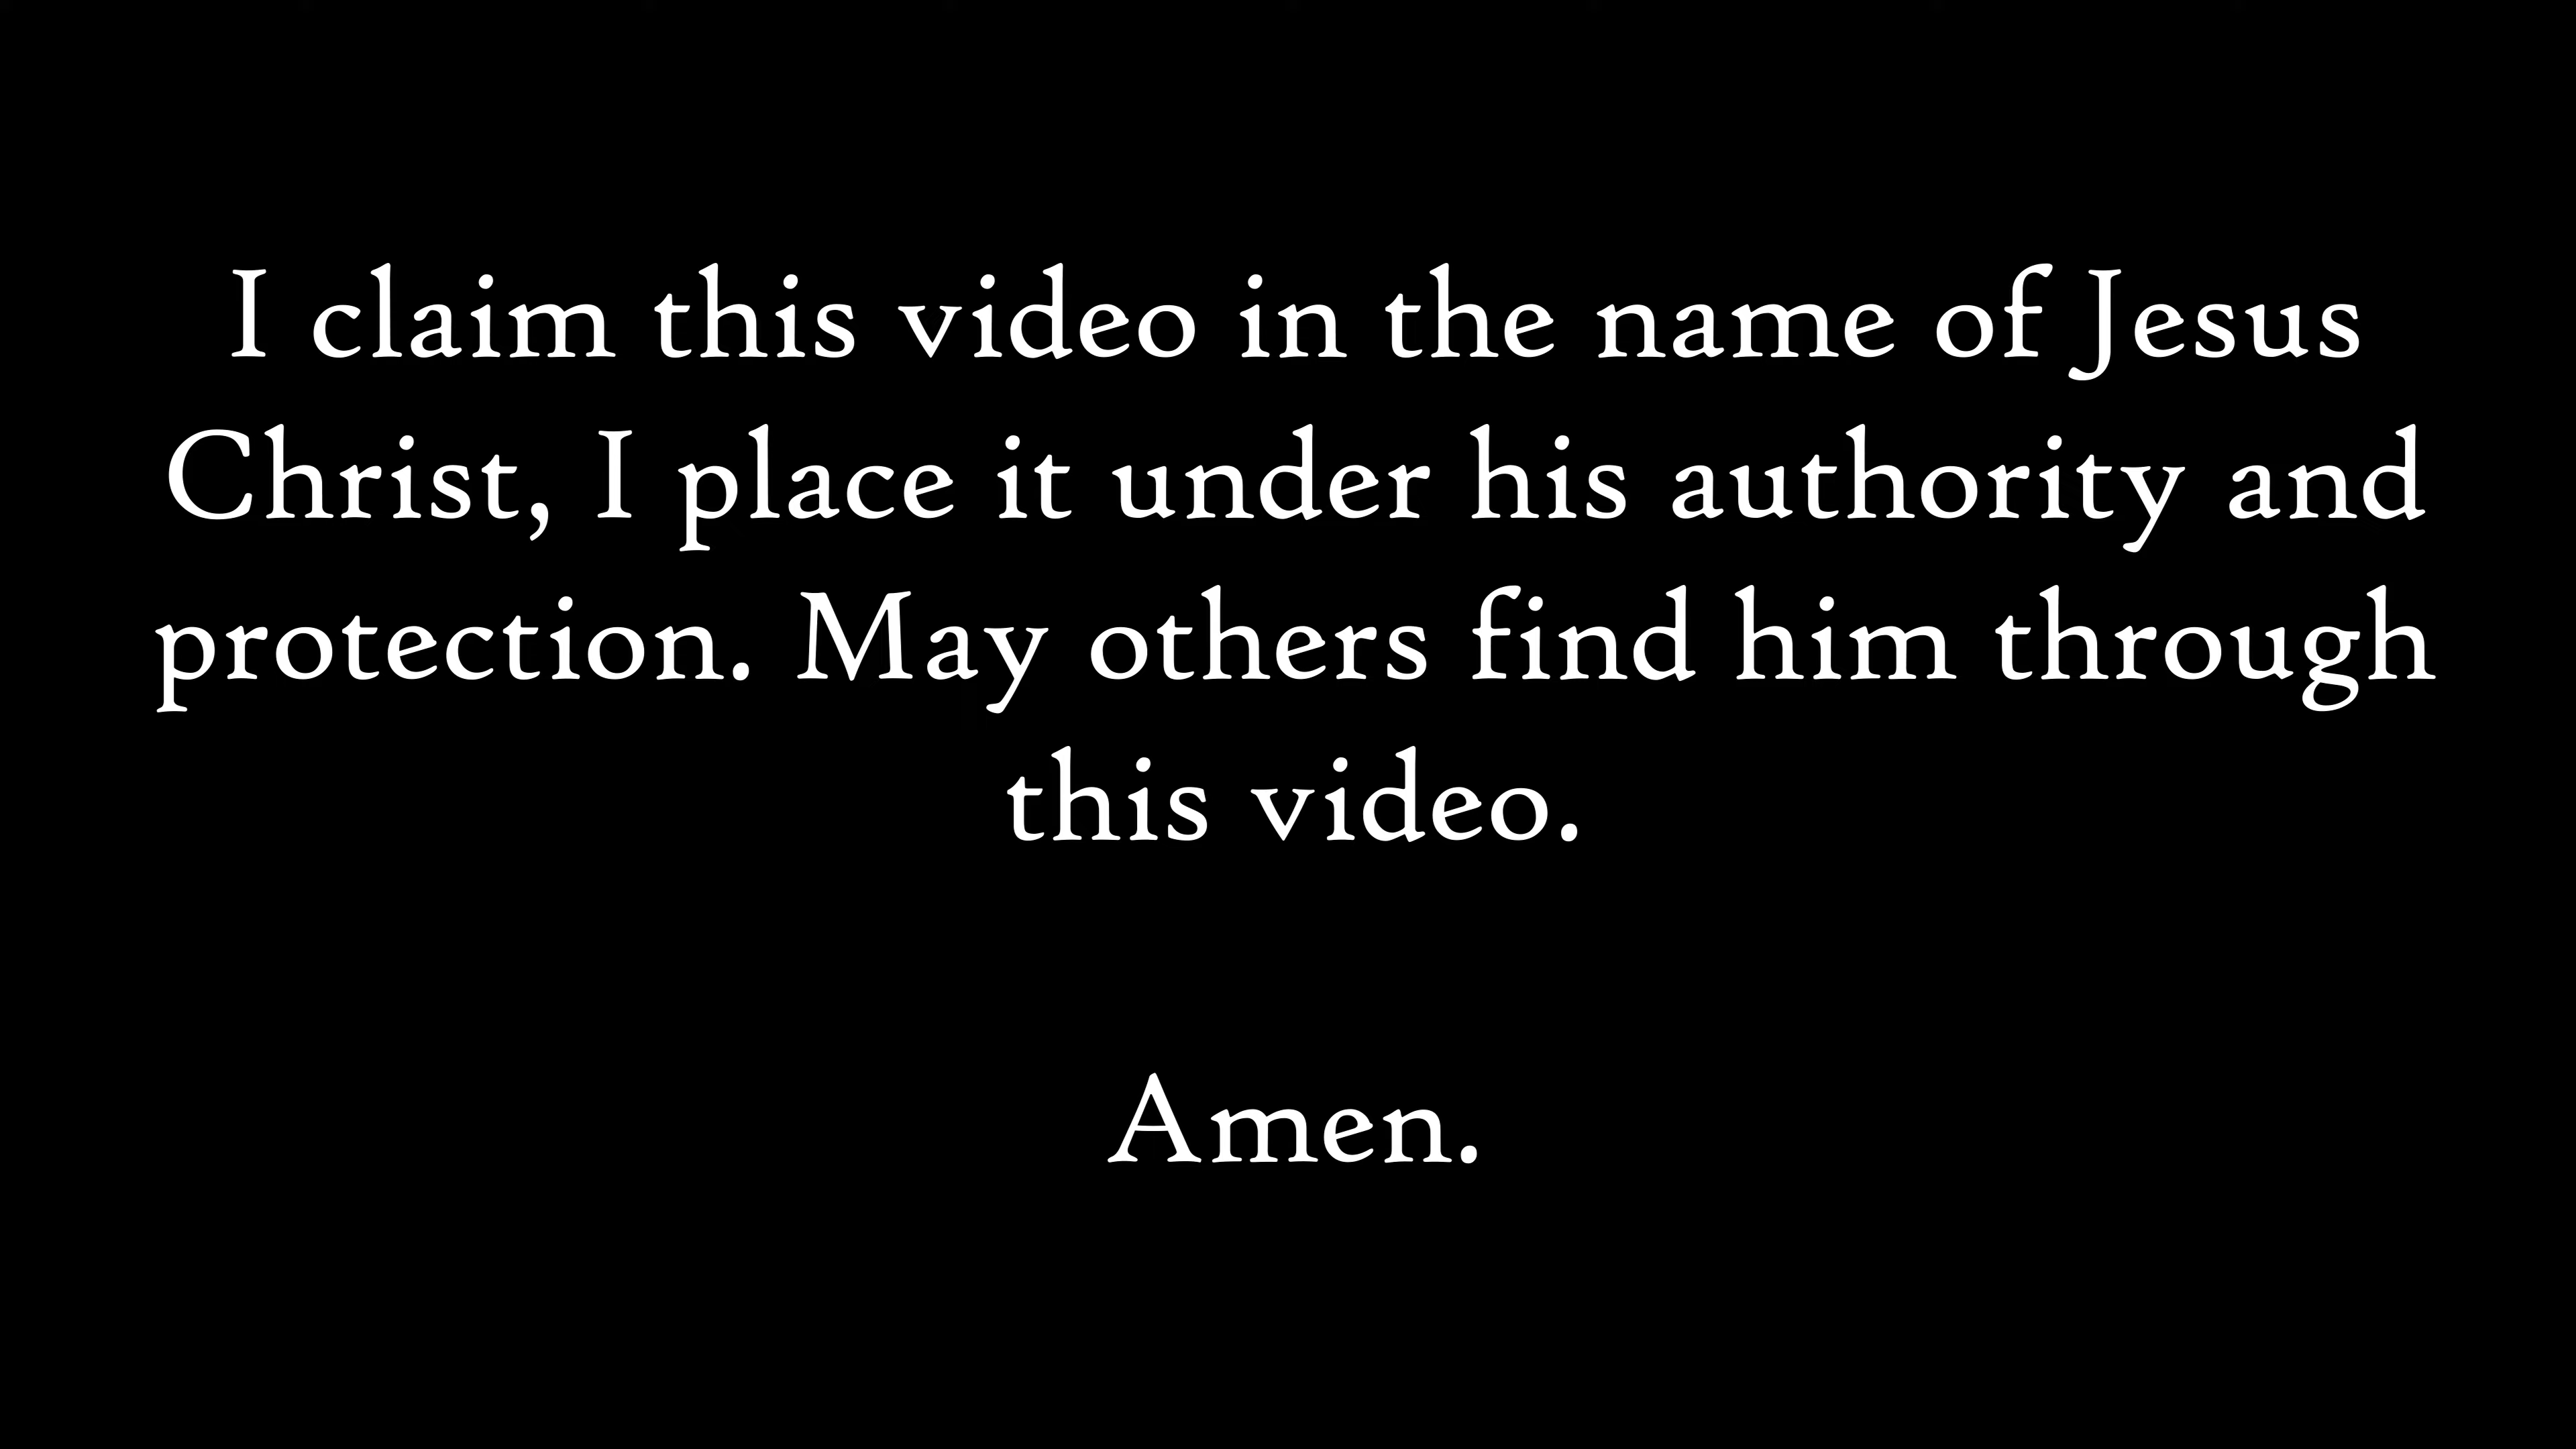 I claim this video in the name of Jesus
Christ, I place it under his authority and
protection. May others find him through
this video.
Amen.